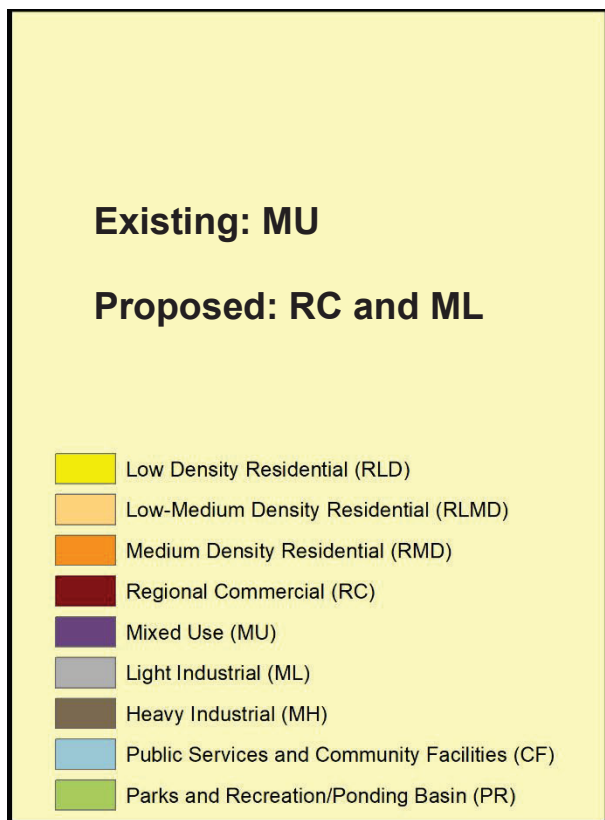 Existing: MU
Proposed: RC and ML
Low Density Residential (RLD)
Low-Medium Density Residential (RLMD)
Medium Density Residential (RMD)
Regional Commercial (RC)
Mixed Use (MU)
Light Industrial (ML)
Heavy Industrial (MH)
Public Services and Community Facilities (CF)
Parks and Recreation/Ponding Basin (PR)